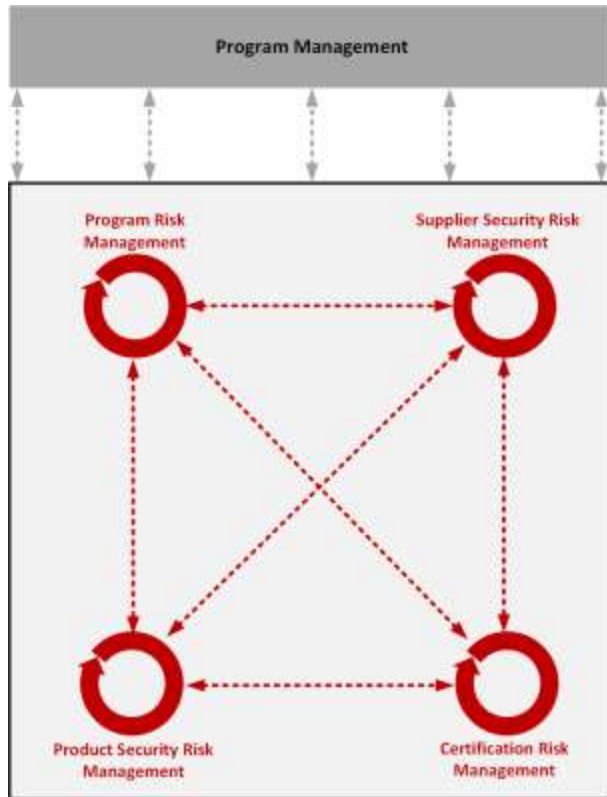 Program Management
Program Risk
Management
Supplier Security Risk
Management
Product Security Risk
Management
Certification Risk
Management